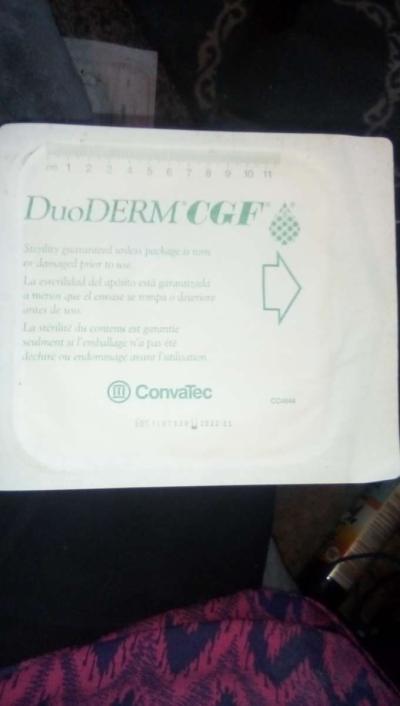 cm 1 2 3 4 5 6 7 8 9 10 11
DuoDERM® CGF®
Sterility guaranteed unless package is torn
or damaged prior to use.
La esterilidad del apósito está garantizada
a menos que el envase se rompa o deteriore
antes de uso.
La stérilité du contenu est garantie
seulment si l'emballage n'a pas été
déchiré ou endommagé avant l'utilisation.
ConvaTec
2022-11